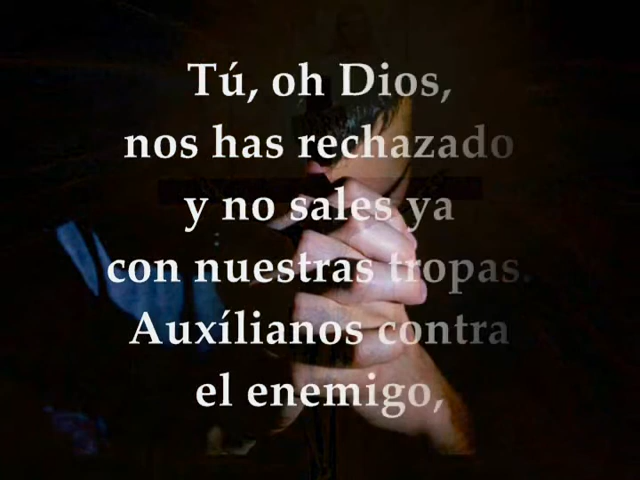 Tú, oh Dios,
nos has rechazado
y no sales ya
con nuestras tropas.
Auxílianos contra
el enemigo,